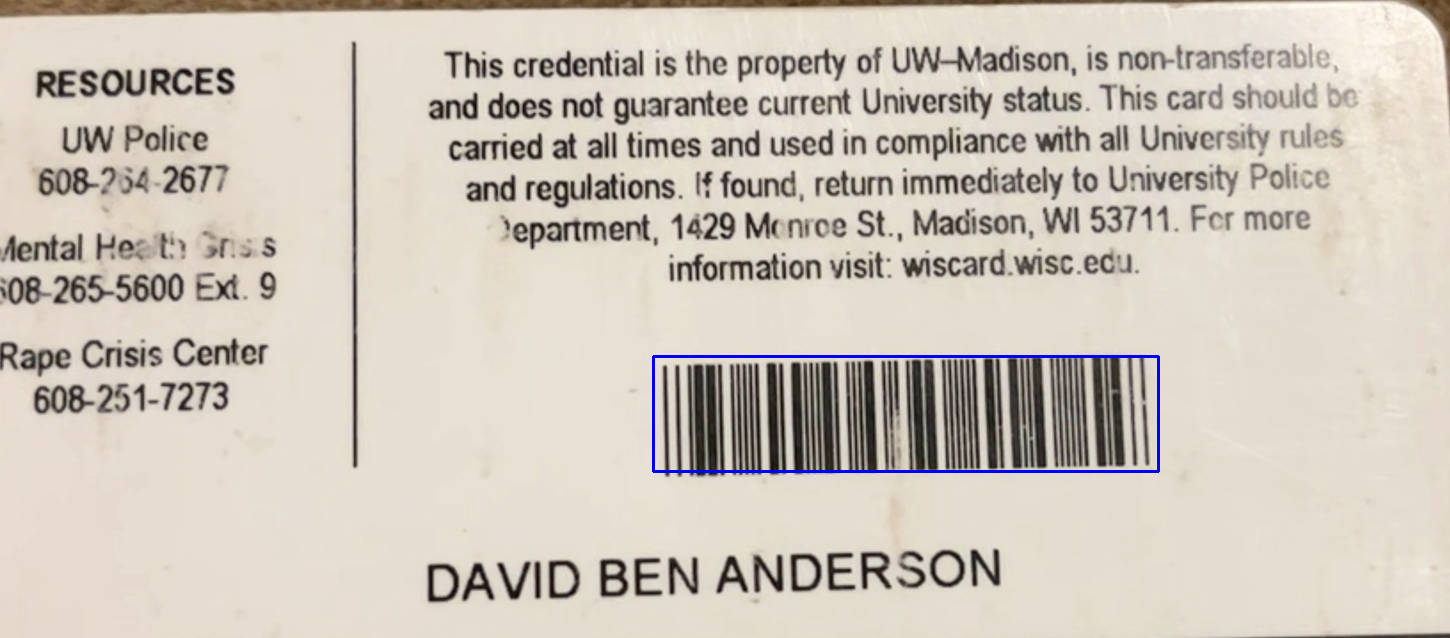 RESOURCES
UW Police
608-264-2677
Mental Health Crisis
608-265-5600 Ext. 9
Rape Crisis Center
608-251-7273
This credential is the property of UW–Madison, is non-transferable,
and does not guarantee current University status. This card should be
carried at all times and used in compliance with all University rules
and regulations. If found, return immediately to University Police
Department, 1429 Monroe St., Madison, WI 53711. For more
information visit: wiscard.wisc.edu.
DAVID BEN ANDERSON